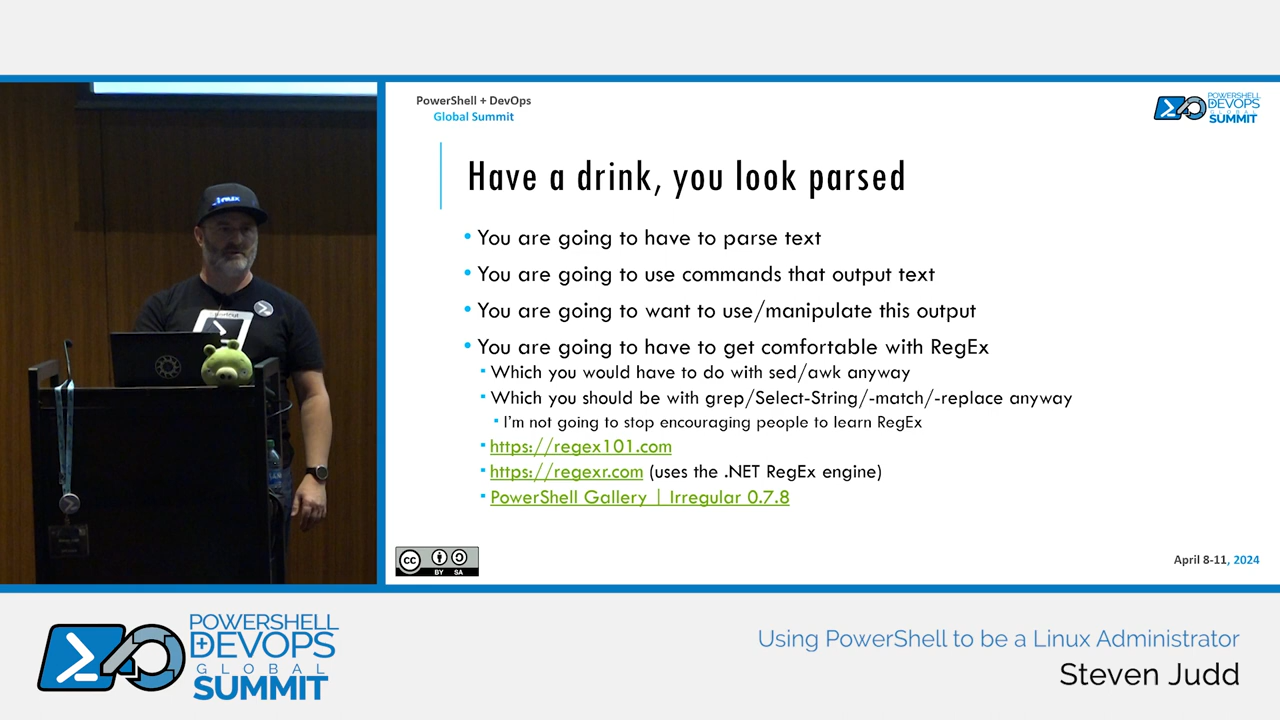 PowerShell + DevOps
Global Summit
POWERSHELL
DEVOPS
GLOBAL
SUMMIT
Have a drink, you look parsed
• You are going to have to parse text
• You are going to use commands that output text
• You are going to want to use/manipulate this output
• You are going to have to get comfortable with RegEx
▪ Which you would have to do with sed/awk anyway
▪ Which you should be with grep/Select-String/-match/-replace anyway
▪ I'm not going to stop encouraging people to learn RegEx
▪ https://regex101.com
▪ https://regexr.com (uses the .NET RegEx engine)
▪ PowerShell Gallery | Irregular 0.7.8
cc
BY SA
April 8-11, 2024
POWERSHELL
+DEVOPS
GLOBAL
SUMMIT
Using PowerShell to be a Linux Administrator
Steven Judd